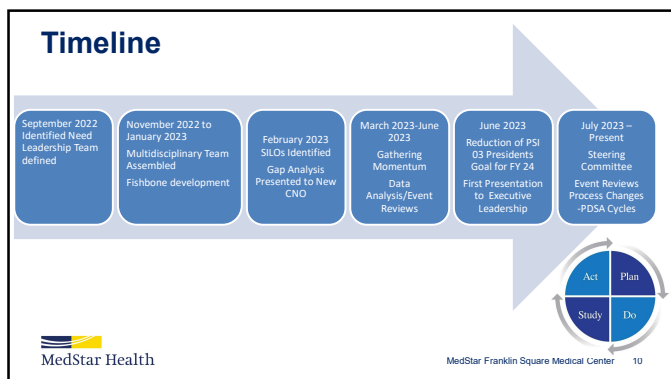 Timeline
September 2022
Identified Need
Leadership Team
defined
November 2022 to
January 2023
Multidisciplinary Team
Assembled
Fishbone development
February 2023
SILOs Identified
Gap Analysis
Presented to New
CNO
March 2023-June
2023
Gathering
Momentum
Data
Analysis/Event
Reviews
June 2023
Reduction of PSI
03 Presidents
Goal for FY 24
First Presentation
to Executive
Leadership
July 2023 –
Present
Steering
Committee
Event Reviews
Process Changes
-PDSA Cycles
Act
Plan
Study
Do
MedStar Health
MedStar Franklin Square Medical Center 10